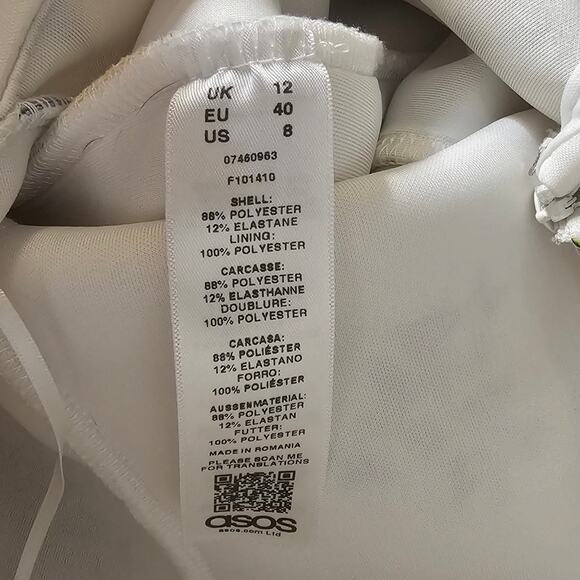 UK 12
EU 40
US 8
07460963
F101410
SHELL:
88% POLYESTER
12% ELASTANE
LINING:
100% POLYESTER
CARCASSE:
88% POLYESTER
12% ELASTHANNE
DOUBLURE:
100% POLYESTER
CARCASA:
88% POLIÉSTER
12% ELASTANO
FORRO:
100% POLIÉSTER
AUSSENMATERIAL:
88% POLYESTER
12% ELASTAN
FUTTER:
100% POLYESTER
MADE IN ROMANIA
PLEASE SCAN ME
FOR TRANSLATIONS
asos
asos.com Ltd